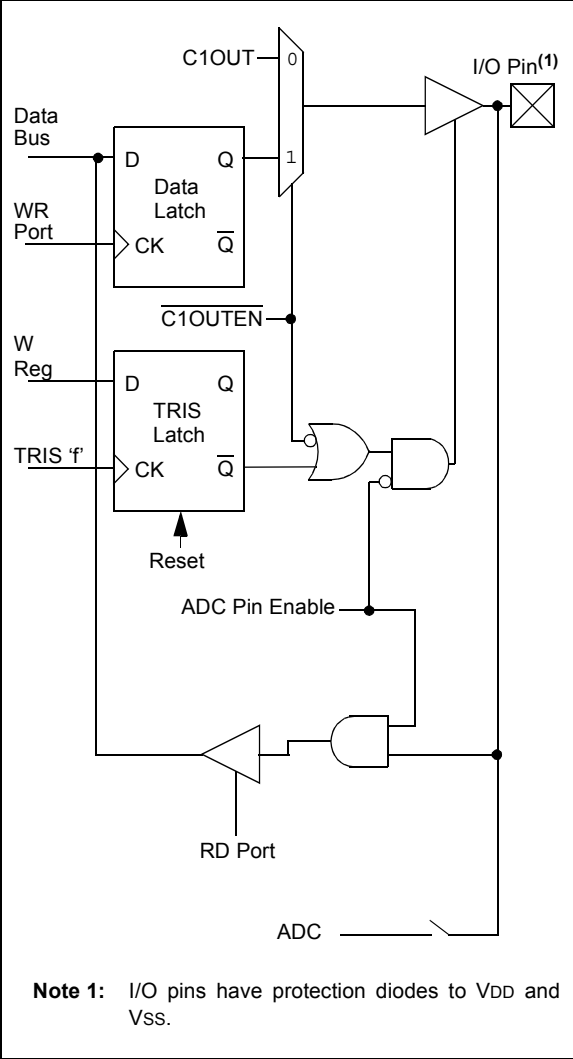 C1OUT
0
I/O Pin(1)
Data
Bus
D
Q
1
Data
Latch
WR
Port
CK
Q
C1OUTEN
W
Reg
D
Q
TRIS
Latch
TRIS ‘f’
CK
Q
Reset
ADC Pin Enable
RD Port
ADC
Note 1: I/O pins have protection diodes to VDD and
VSS.